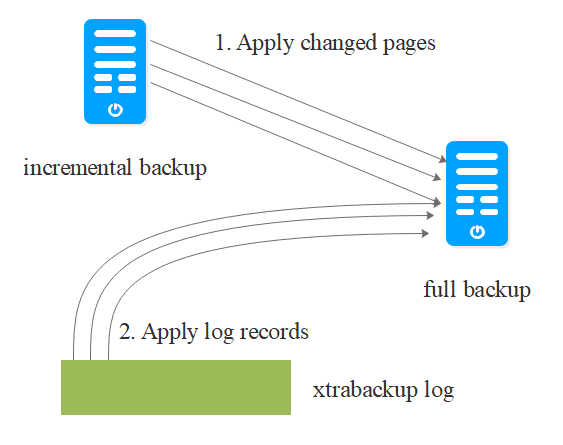 1. Apply changed pages
incremental backup
full backup
2. Apply log records
xtrabackup log